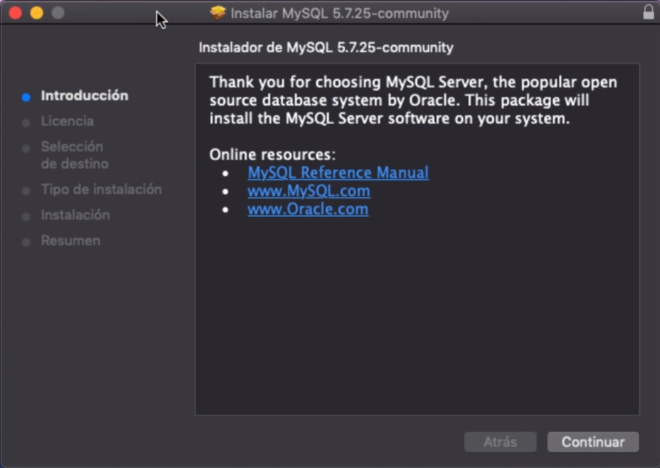 Instalar MySQL 5.7.25-community
Instalador de MySQL 5.7.25-community
Introducción
Licencia
Selección
de destino
Tipo de instalación
Instalación
Resumen
Thank you for choosing MySQL Server, the popular open
source database system by Oracle. This package will
install the MySQL Server software on your system.
Online resources:
• MySQL Reference Manual
• www.MySQL.com
• www.Oracle.com
Atrás
Continuar